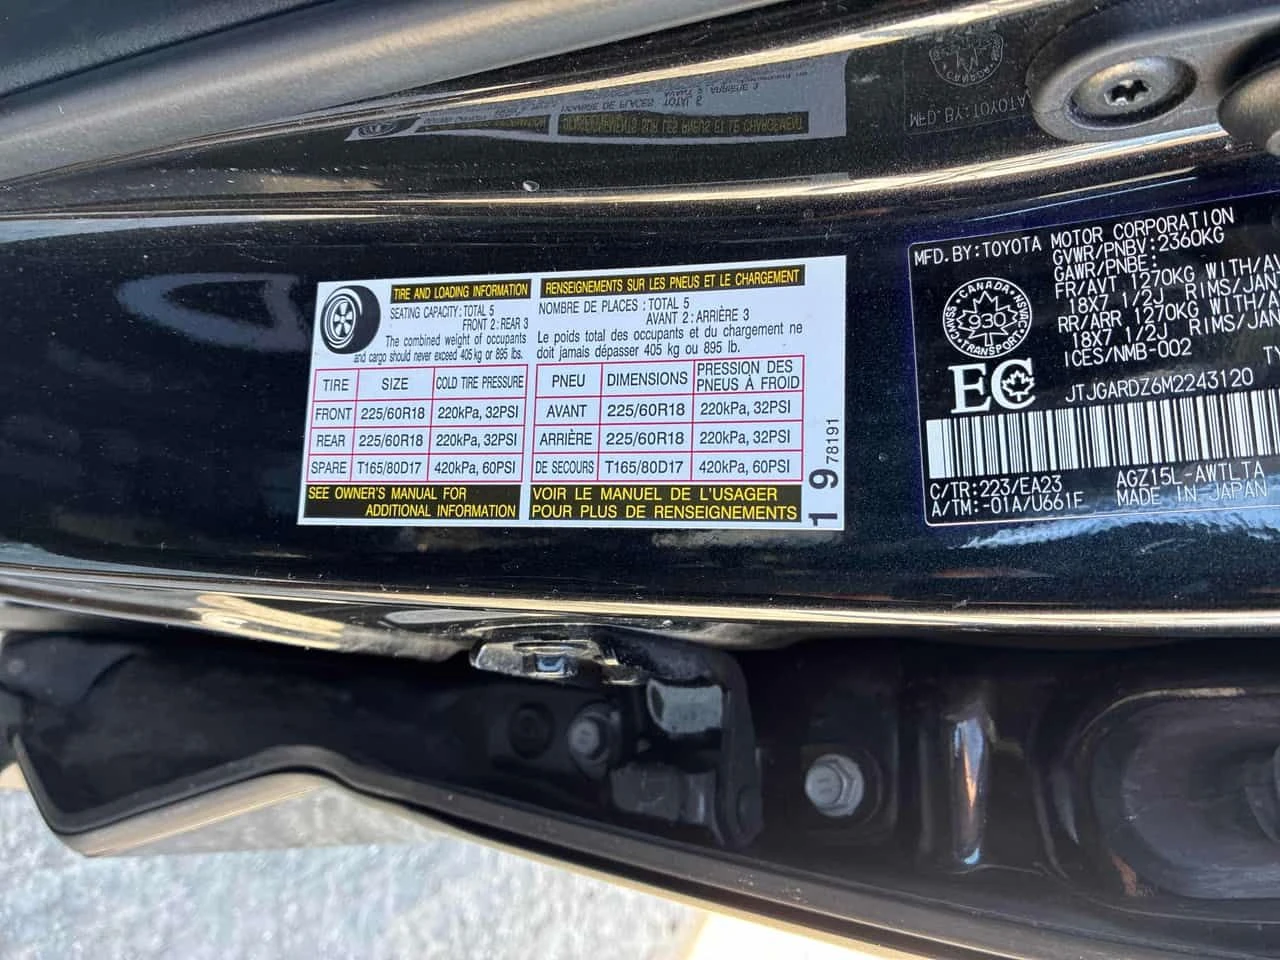 TIRE AND LOADING INFORMATION
SEATING CAPACITY: TOTAL 5
FRONT 2: REAR 3
The combined weight of occupants
and cargo should never exceed 405 kg or 895 lbs.
TIRE SIZE COLD TIRE PRESSURE
FRONT 225/60R18 220kPa, 32PSI
REAR 225/60R18 220kPa, 32PSI
SPARE T165/80D17 420kPa, 60PSI
SEE OWNER'S MANUAL FOR
ADDITIONAL INFORMATION
RENSEIGNEMENTS SUR LES PNEUS ET LE CHARGEMENT
NOMBRE DE PLACES : TOTAL 5
AVANT 2: ARRIÈRE 3
Le poids total des occupants et du chargement ne
doit jamais dépasser 405 kg ou 895 lb.
PNEU DIMENSIONS PRESSION DES
PNEUS À FROID
AVANT 225/60R18 220kPa, 32PSI
ARRIÈRE 225/60R18 220kPa, 32PSI
DE SECOURS T165/80D17 420kPa, 60PSI
VOIR LE MANUEL DE L'USAGER
POUR PLUS DE RENSEIGNEMENTS
19 78191
MFD.BY:TOYOTA MOTOR CORPORATION
GVWR/PNBV:2360KG
GAWR/PNBE:
FR/AVT 1270KG WITH/AV
18X7 1/2J RIMS/JAN
RR/ARR 1270KG WITH/AV
18X7 1/2J RIMS/JAN
ICES/NMB-002
CANADA
930
TRANSPORT
EC
JTJGARDZ6M2243120
C/TR:223/EA23 AGZ15L-AWTLTA
A/TM:-01A/U661F MADE IN JAPAN